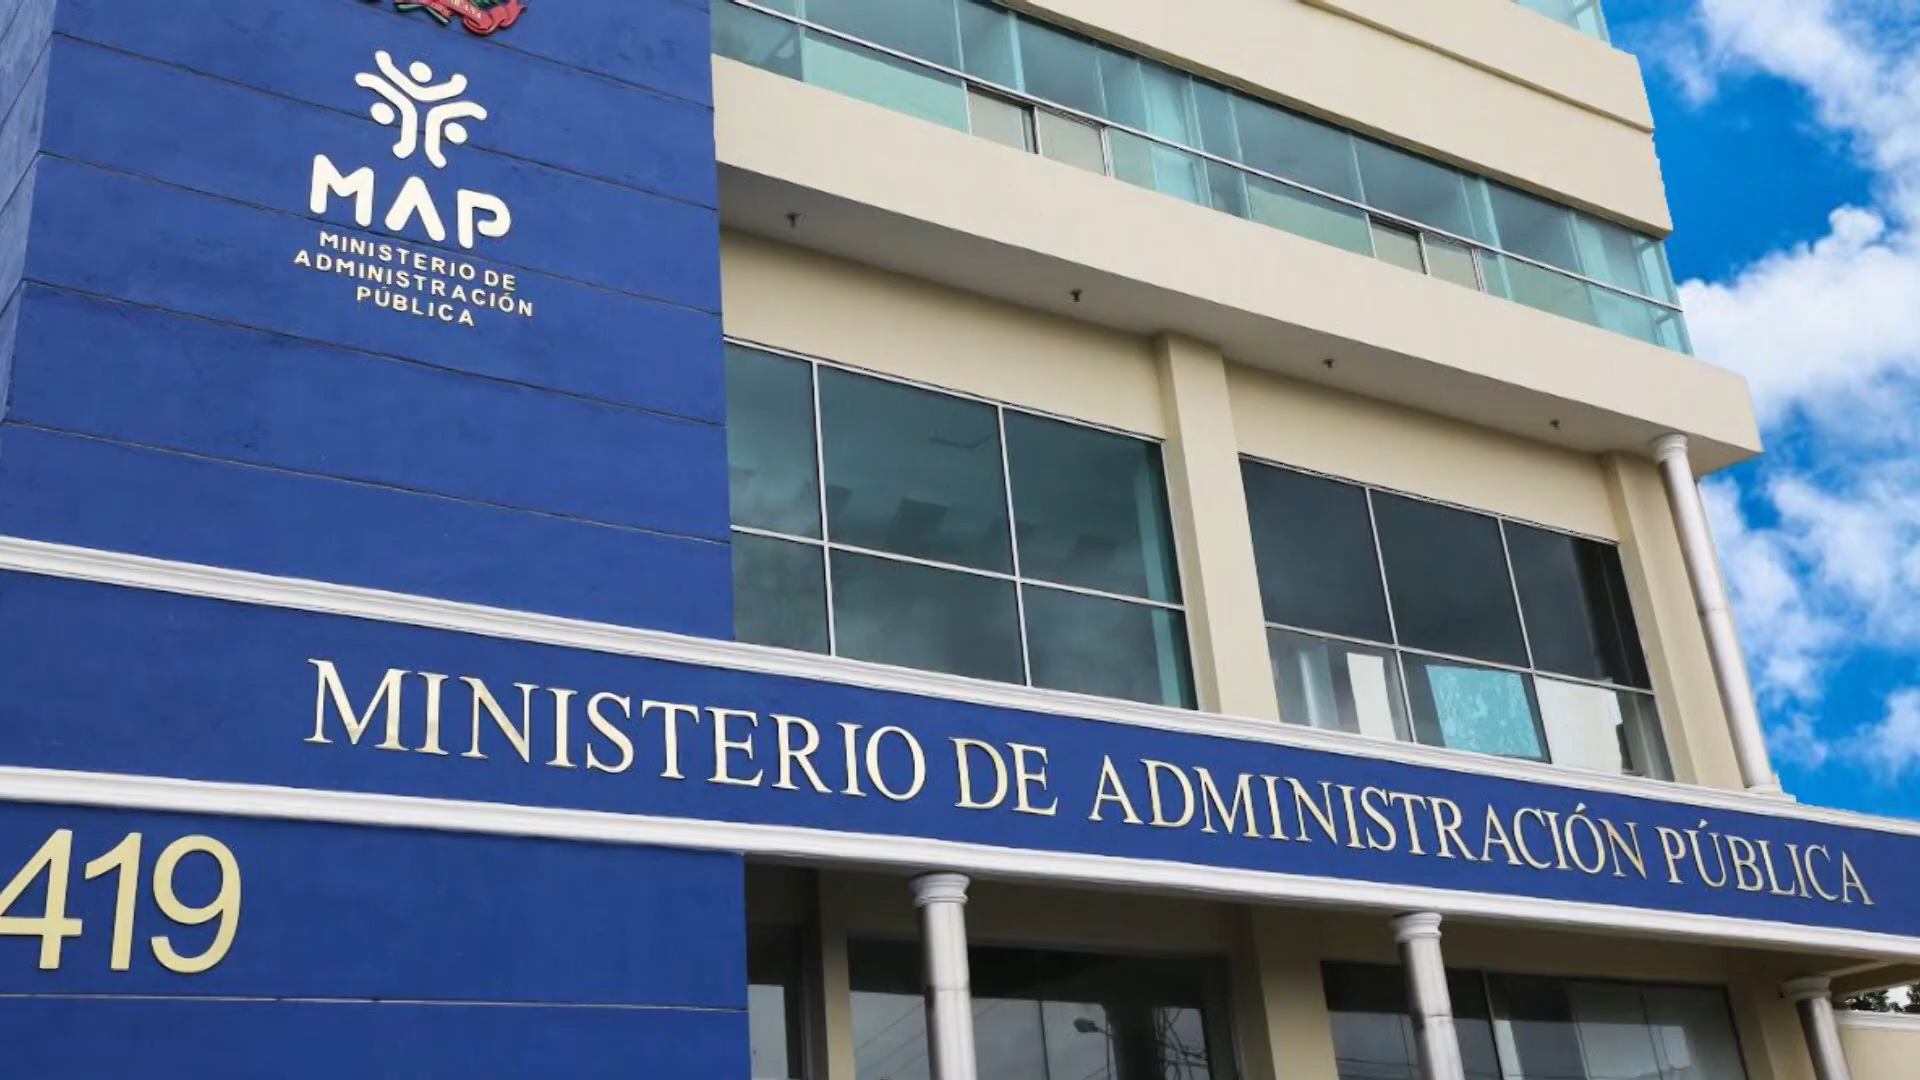 MAP
MINISTERIO DE
ADMINISTRACIÓN
PÚBLICA
MINISTERIO DE ADMINISTRACIÓN PÚBLICA
419